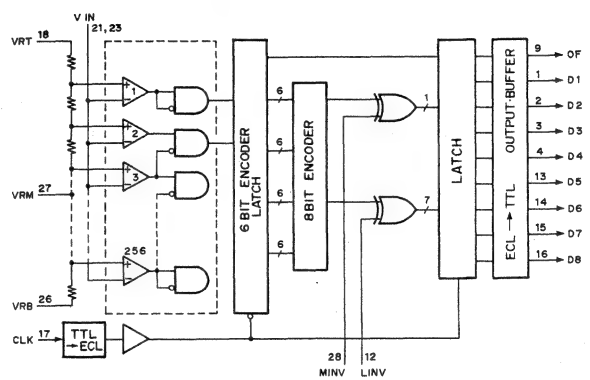 V IN
21, 23
VRT 18
+
−
1
+
−
2
+
−
3
VRM 27
256
+
−
VRB 26
CLK 17
TTL
→ECL
6 BIT ENCODER
LATCH
6
6
6
6
8BIT ENCODER
1
7
28
MINV
12
LINV
LATCH
ECL → TTL
OUTPUT·BUFFER
9 OF
1 D1
2 D2
3 D3
4 D4
13 D5
14 D6
15 D7
16 D8